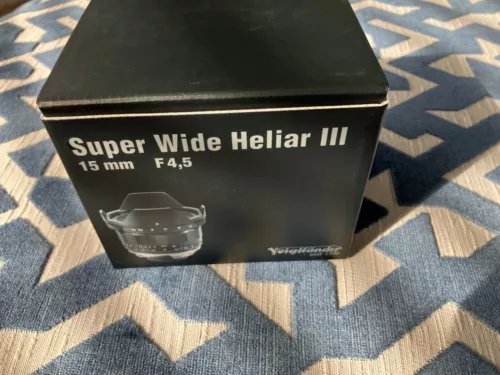 Super Wide Heliar III
15 mm F4,5
Voigtländer